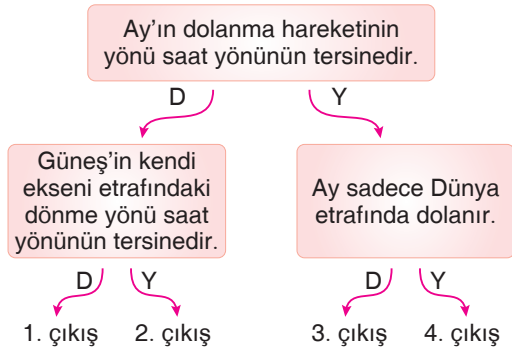 Ay’ın dolanma hareketinin
yönü saat yönünün tersinedir.
D
Y
Güneş’in kendi
ekseni etrafındaki
dönme yönü saat
yönünün tersinedir.
Ay sadece Dünya
etrafında dolanır.
D
Y
D
Y
1. çıkış
2. çıkış
3. çıkış
4. çıkış